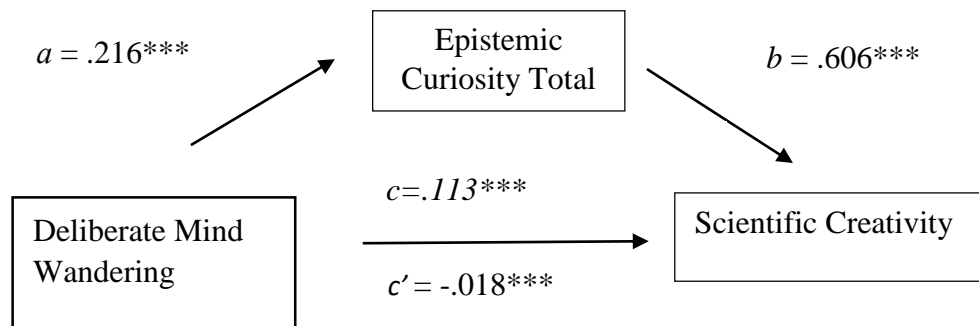 a = .216***
Epistemic
Curiosity Total
b = .606***
c=.113***
Deliberate Mind
Wandering
Scientific Creativity
c’ = -.018***